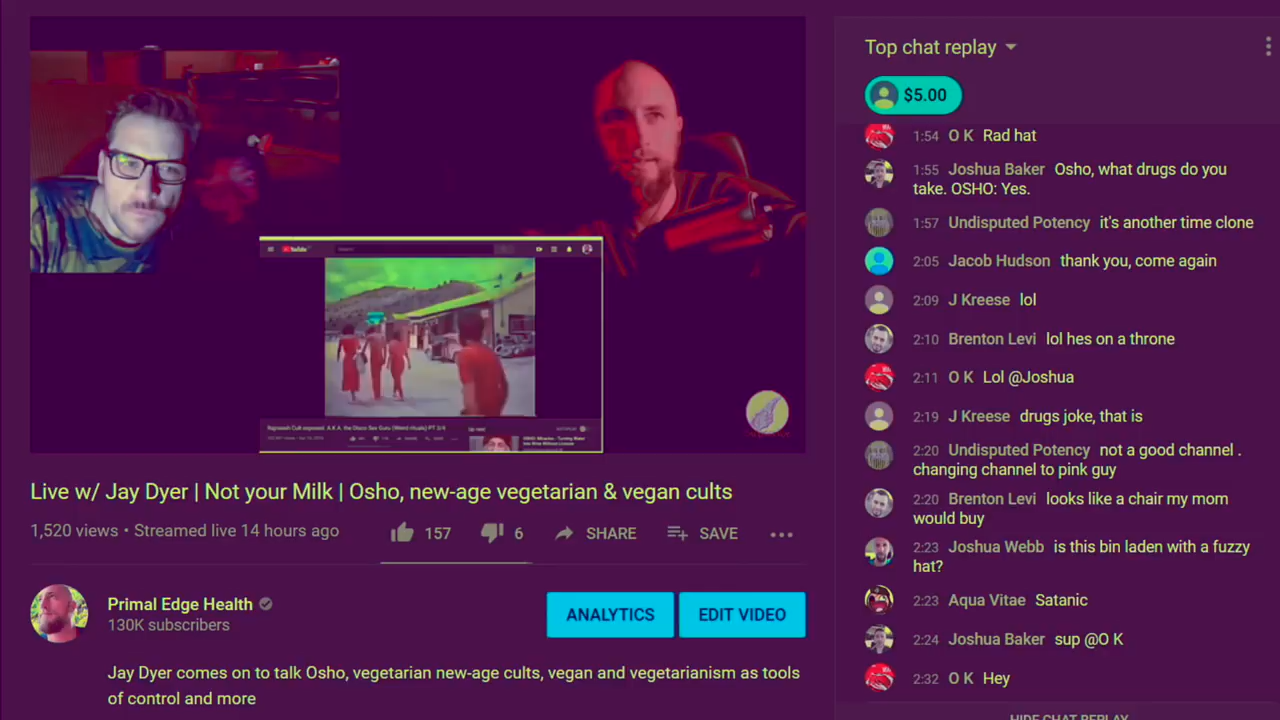 Live w/ Jay Dyer | Not your Milk | Osho, new-age vegetarian & vegan cults
1,520 views • Streamed live 14 hours ago
157
6
SHARE
SAVE
Primal Edge Health
130K subscribers
ANALYTICS
EDIT VIDEO
Jay Dyer comes on to talk Osho, vegetarian new-age cults, vegan and vegetarianism as tools
of control and more
Top chat replay
$5.00
1:54 O K Rad hat
1:55 Joshua Baker Osho, what drugs do you
take. OSHO: Yes.
1:57 Undisputed Potency it's another time clone
2:05 Jacob Hudson thank you, come again
2:09 J Kreese lol
2:10 Brenton Levi lol hes on a throne
2:11 O K Lol @Joshua
2:19 J Kreese drugs joke, that is
2:20 Undisputed Potency not a good channel .
changing channel to pink guy
2:20 Brenton Levi looks like a chair my mom
would buy
2:23 Joshua Webb is this bin laden with a fuzzy
hat?
2:23 Aqua Vitae Satanic
2:24 Joshua Baker sup @O K
2:32 O K Hey
HIDE CHAT REPLAY